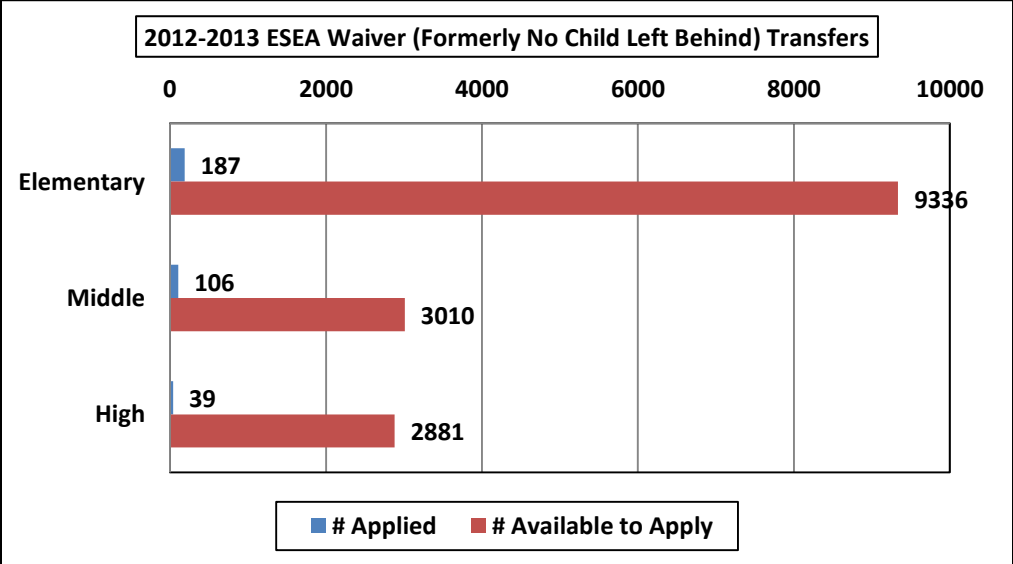 2012-2013 ESEA Waiver (Formerly No Child Left Behind) Transfers
0 2000 4000 6000 8000 10000
Elementary
187
9336
Middle
106
3010
High
39
2881
# Applied # Available to Apply